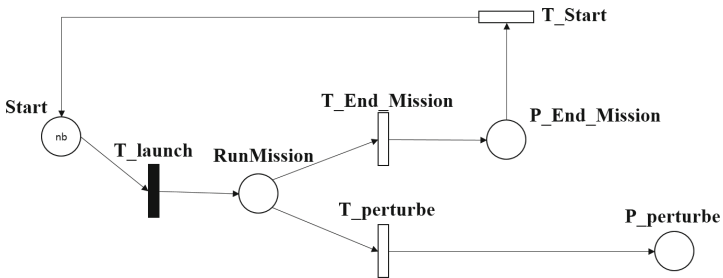 T_Start
Start
nb
T_launch
RunMission
T_End_Mission
P_End_Mission
T_perturbe
P_perturbe